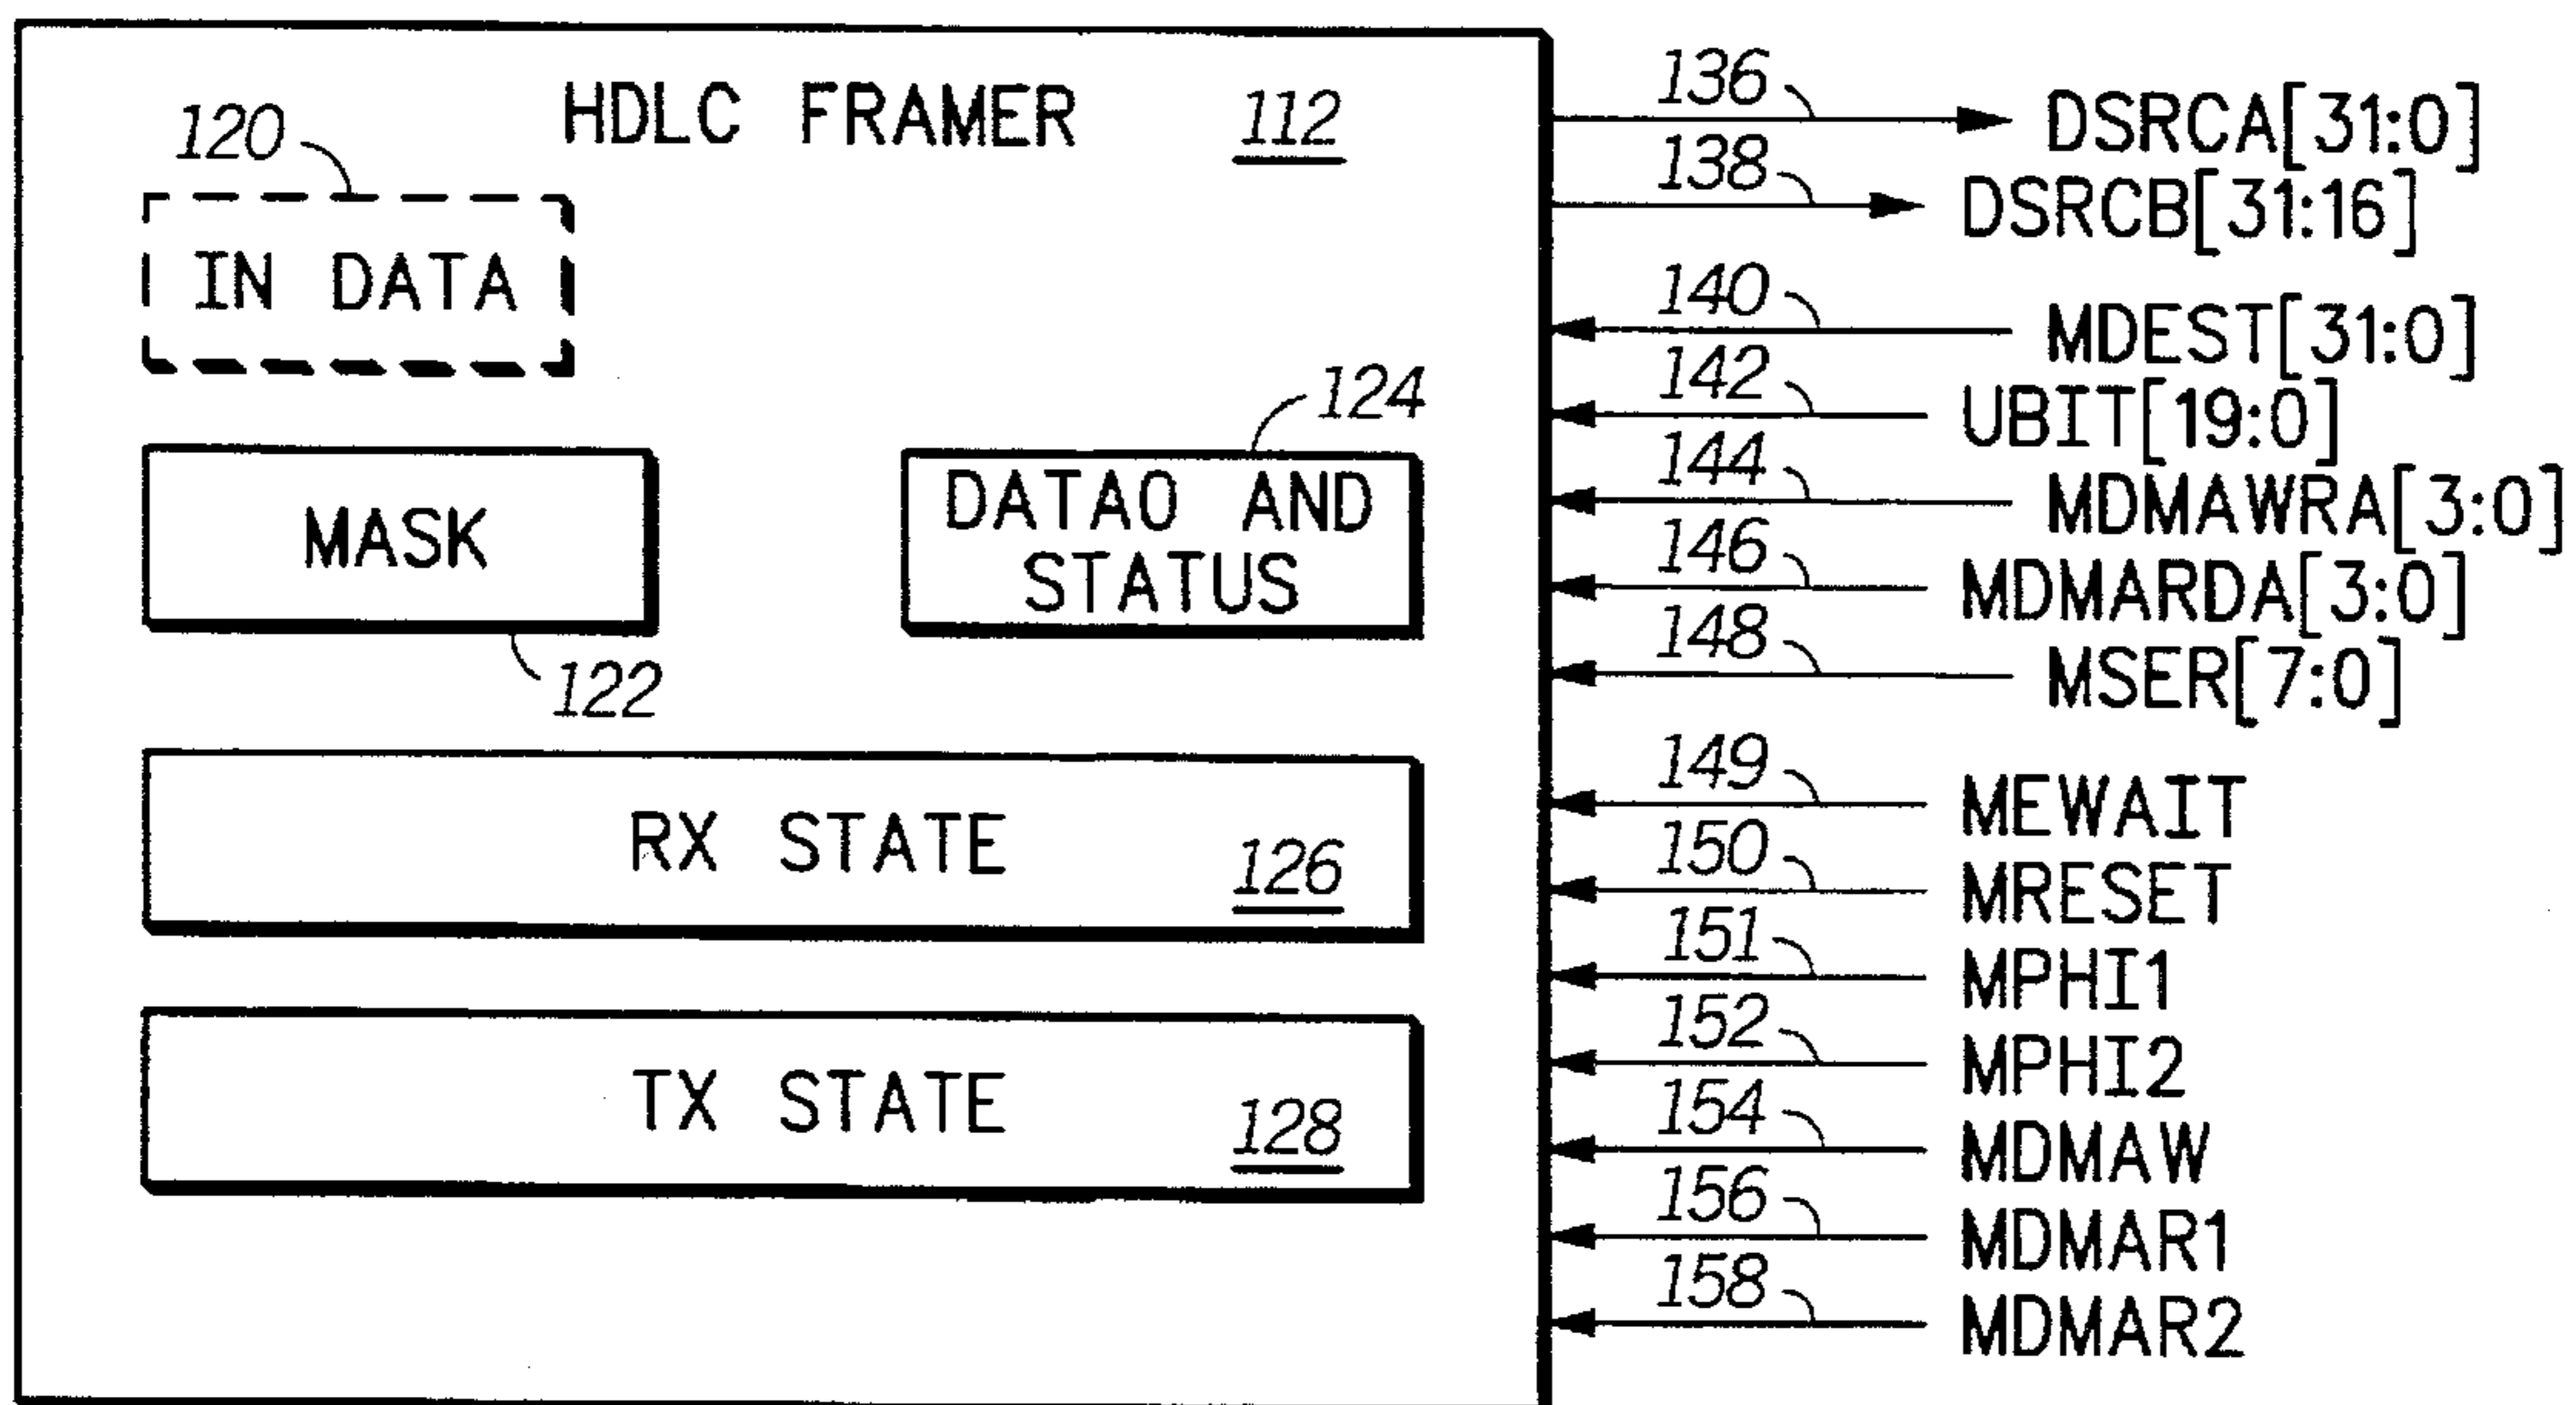 HDLC FRAMER 112
120
IN DATA
MASK
122
124
DATA0 AND
STATUS
RX STATE 126
TX STATE 128
136 DSRCA[31:0]
138 DSRCB[31:16]
140 MDEST[31:0]
142 UBIT[19:0]
144 MDMAWRA[3:0]
146 MDMARDA[3:0]
148 MSER[7:0]
149 MEWAIT
150 MRESET
151 MPHI1
152 MPHI2
154 MDMAW
156 MDMAR1
158 MDMAR2